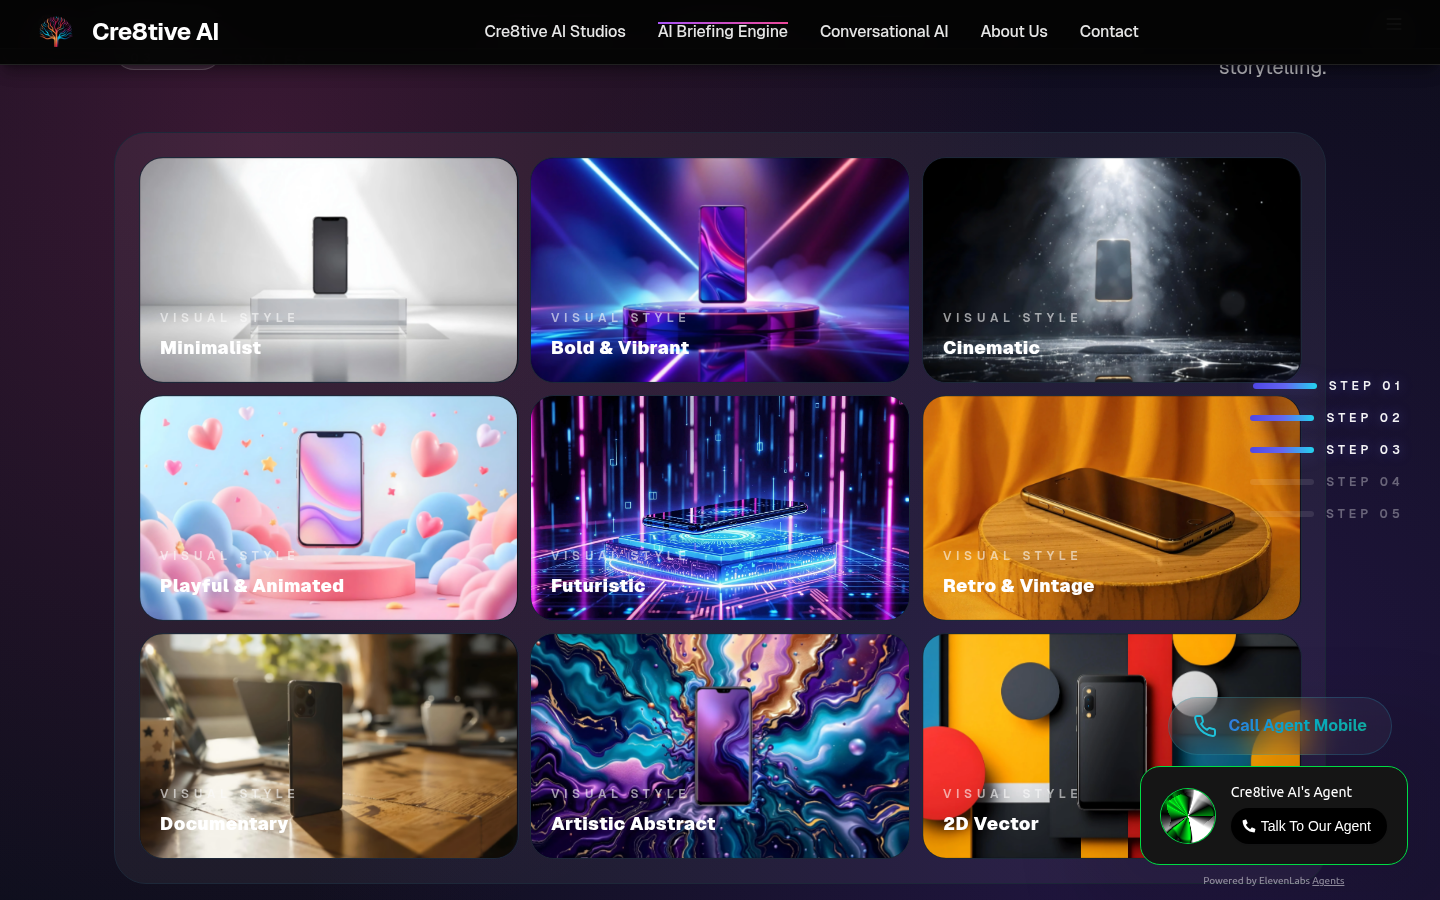 Cre8tive AI
Cre8tive AI Studios
AI Briefing Engine
Conversational AI
About Us
Contact
storytelling.
VISUAL STYLE
Minimalist
VISUAL STYLE
Bold & Vibrant
VISUAL STYLE
Cinematic
STEP 01
STEP 02
STEP 03
STEP 04
STEP 05
VISUAL STYLE
Playful & Animated
VISUAL STYLE
Futuristic
VISUAL STYLE
Retro & Vintage
VISUAL STYLE
Documentary
VISUAL STYLE
Artistic Abstract
VISUAL STYLE
2D Vector
Call Agent Mobile
Cre8tive AI's Agent
Talk To Our Agent
Powered by ElevenLabs Agents